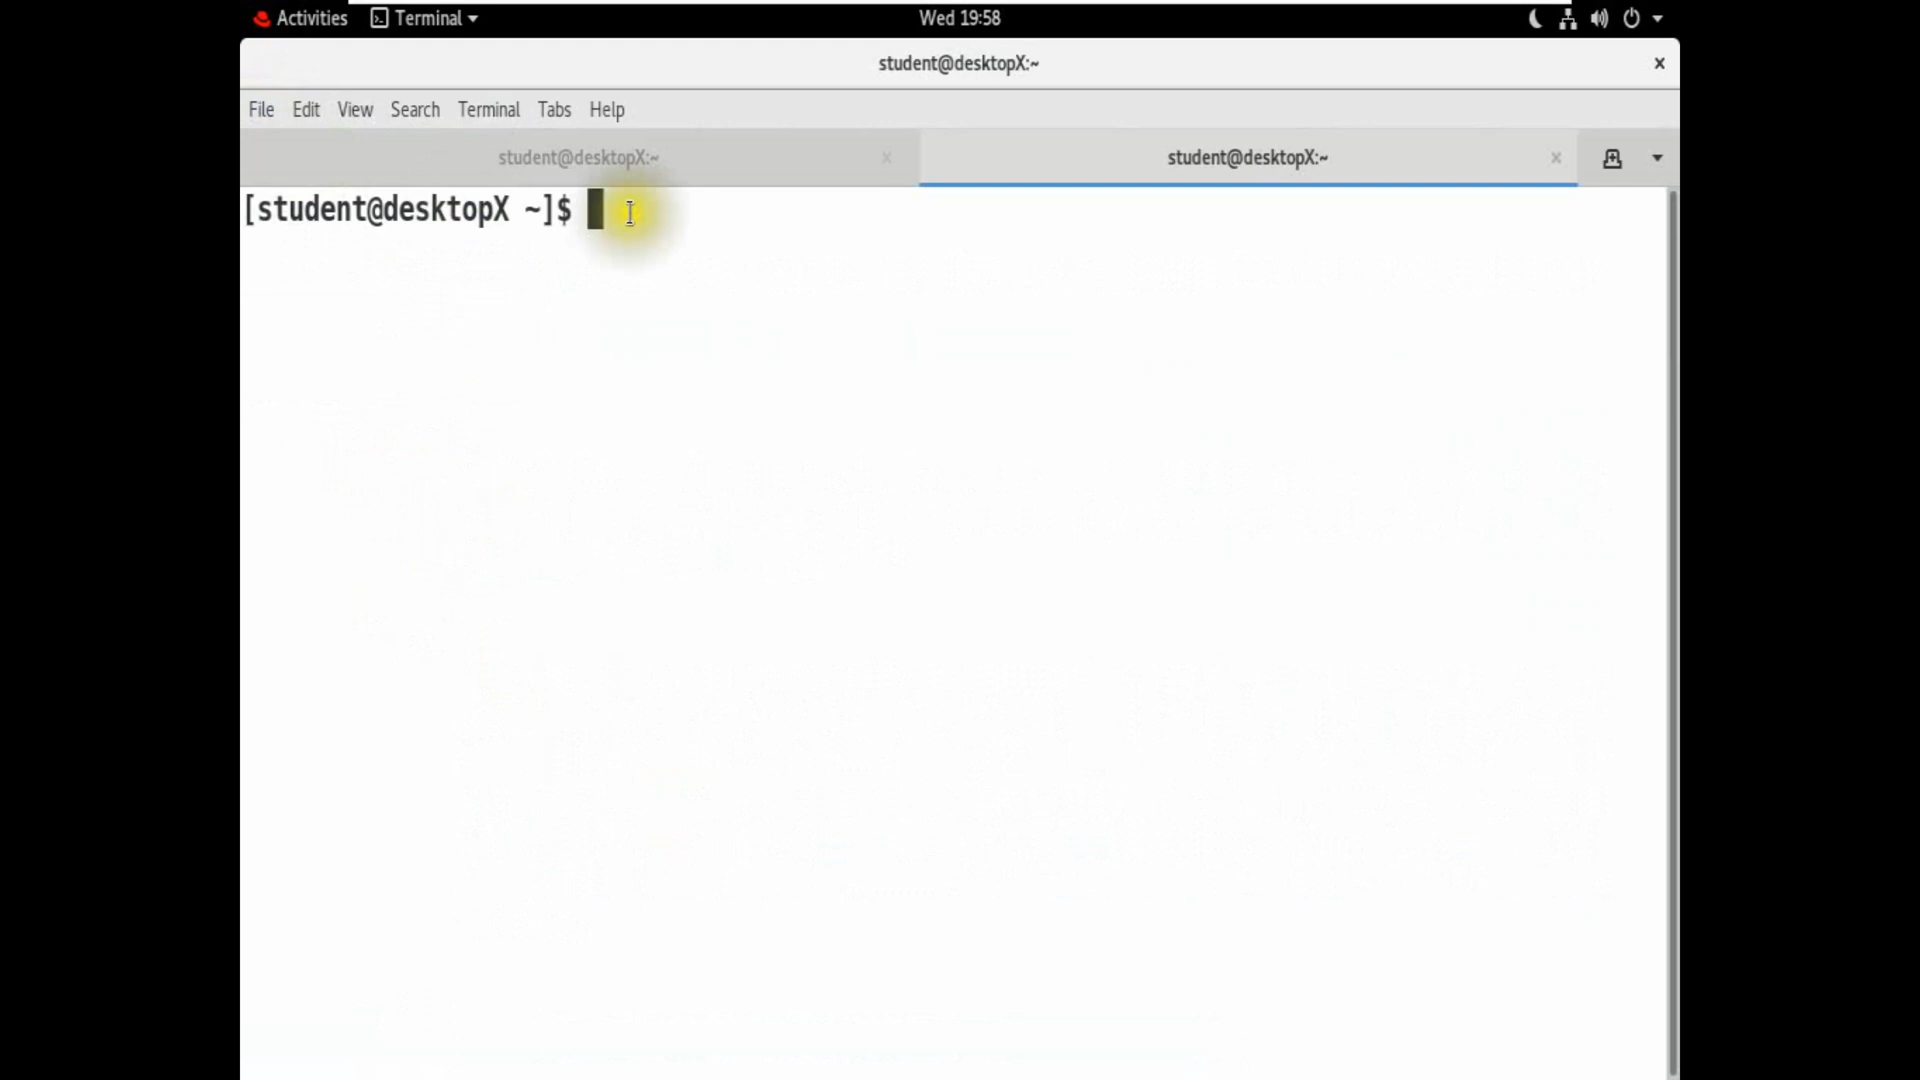 Activities Terminal Wed 19:58
student@desktopX:~
File Edit View Search Terminal Tabs Help
student@desktopX:~ student@desktopX:~
[student@desktopX ~]$